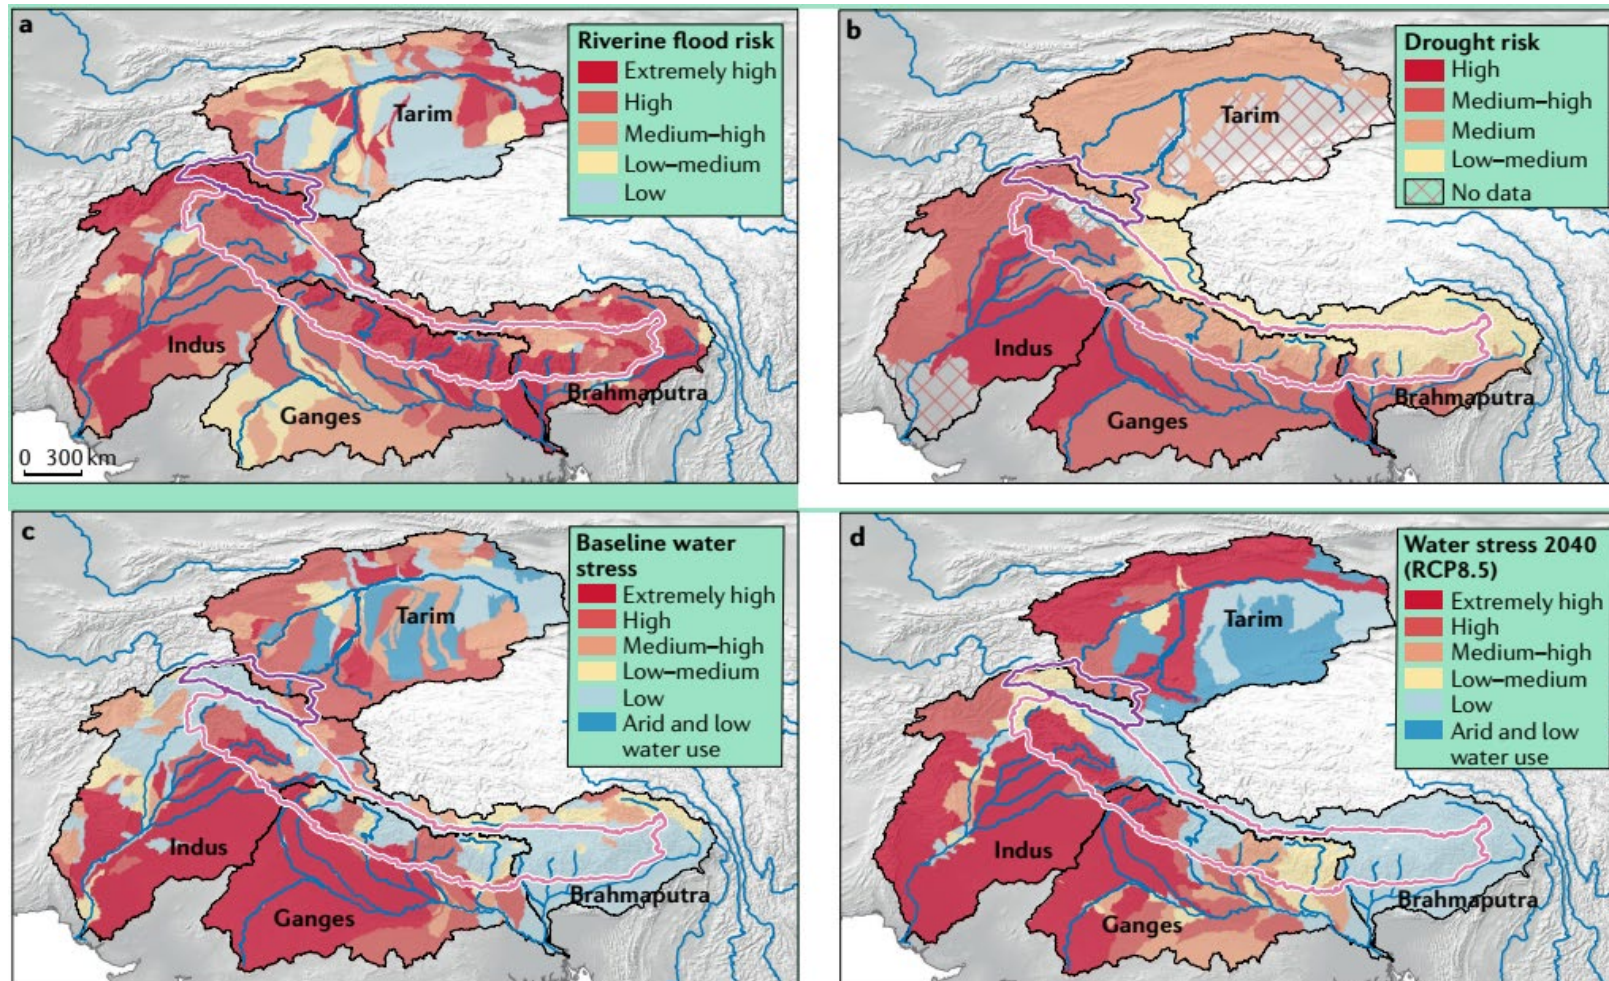 a
Riverine flood risk
Extremely high
High
Medium–high
Low–medium
Low
Tarim
Indus
Ganges
Brahmaputra
0 300 km
b
Drought risk
High
Medium–high
Medium
Low–medium
No data
Tarim
Indus
Ganges
Brahmaputra
c
Baseline water
stress
Extremely high
High
Medium–high
Low–medium
Low
Arid and low
water use
Tarim
Indus
Ganges
Brahmaputra
d
Water stress 2040
(RCP8.5)
Extremely high
High
Medium–high
Low–medium
Low
Arid and low
water use
Tarim
Indus
Ganges
Brahmaputra